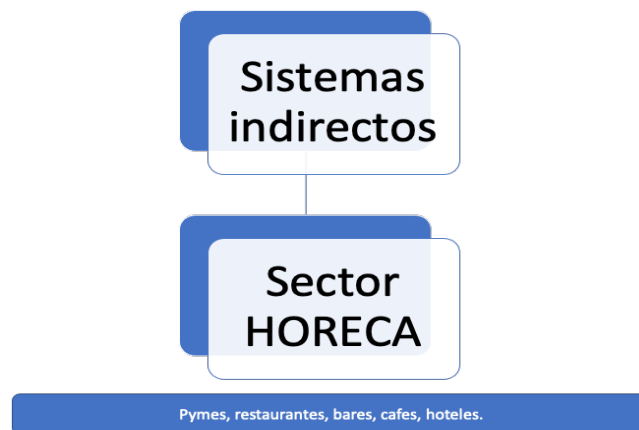 Sistemas
indirectos
Sector
HORECA
Pymes, restaurantes, bares, cafes, hoteles.